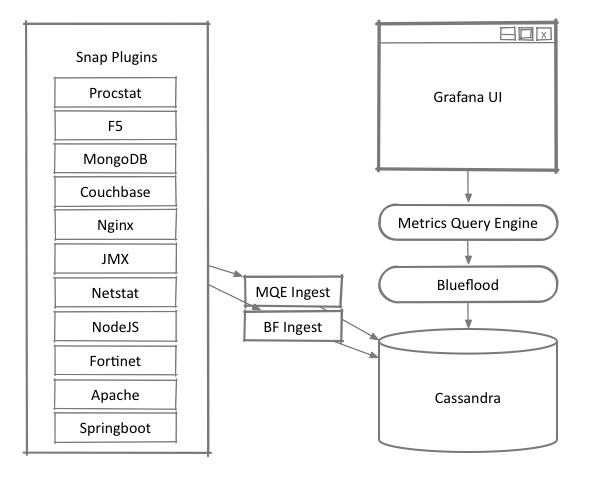 Snap Plugins
Procstat
F5
MongoDB
Couchbase
Nginx
JMX
Netstat
NodeJS
Fortinet
Apache
Springboot
MQE Ingest
BF Ingest
X
Grafana UI
Metrics Query Engine
Blueflood
Cassandra